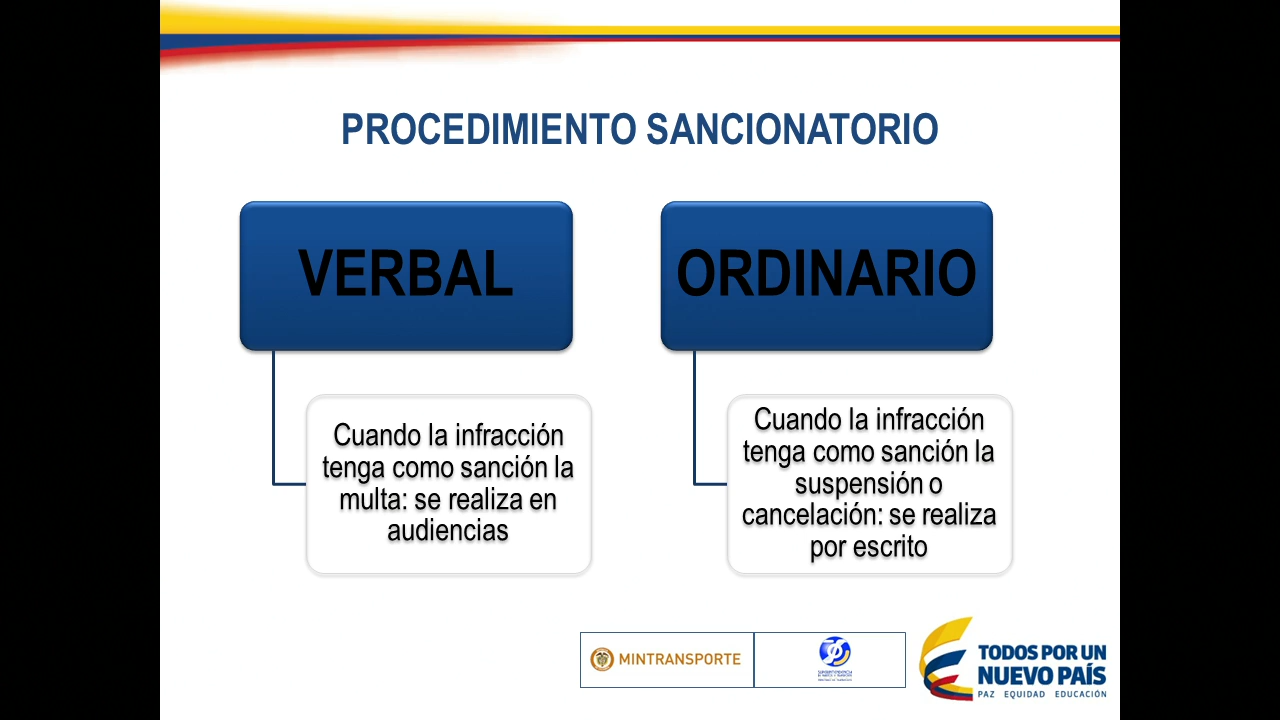 PROCEDIMIENTO SANCIONATORIO
VERBAL
Cuando la infracción
tenga como sanción la
multa: se realiza en
audiencias
ORDINARIO
Cuando la infracción
tenga como sanción la
suspensión o
cancelación: se realiza
por escrito
MINTRANSPORTE
TODOS POR UN
NUEVO PAÍS
PAZ EQUIDAD EDUCACIÓN